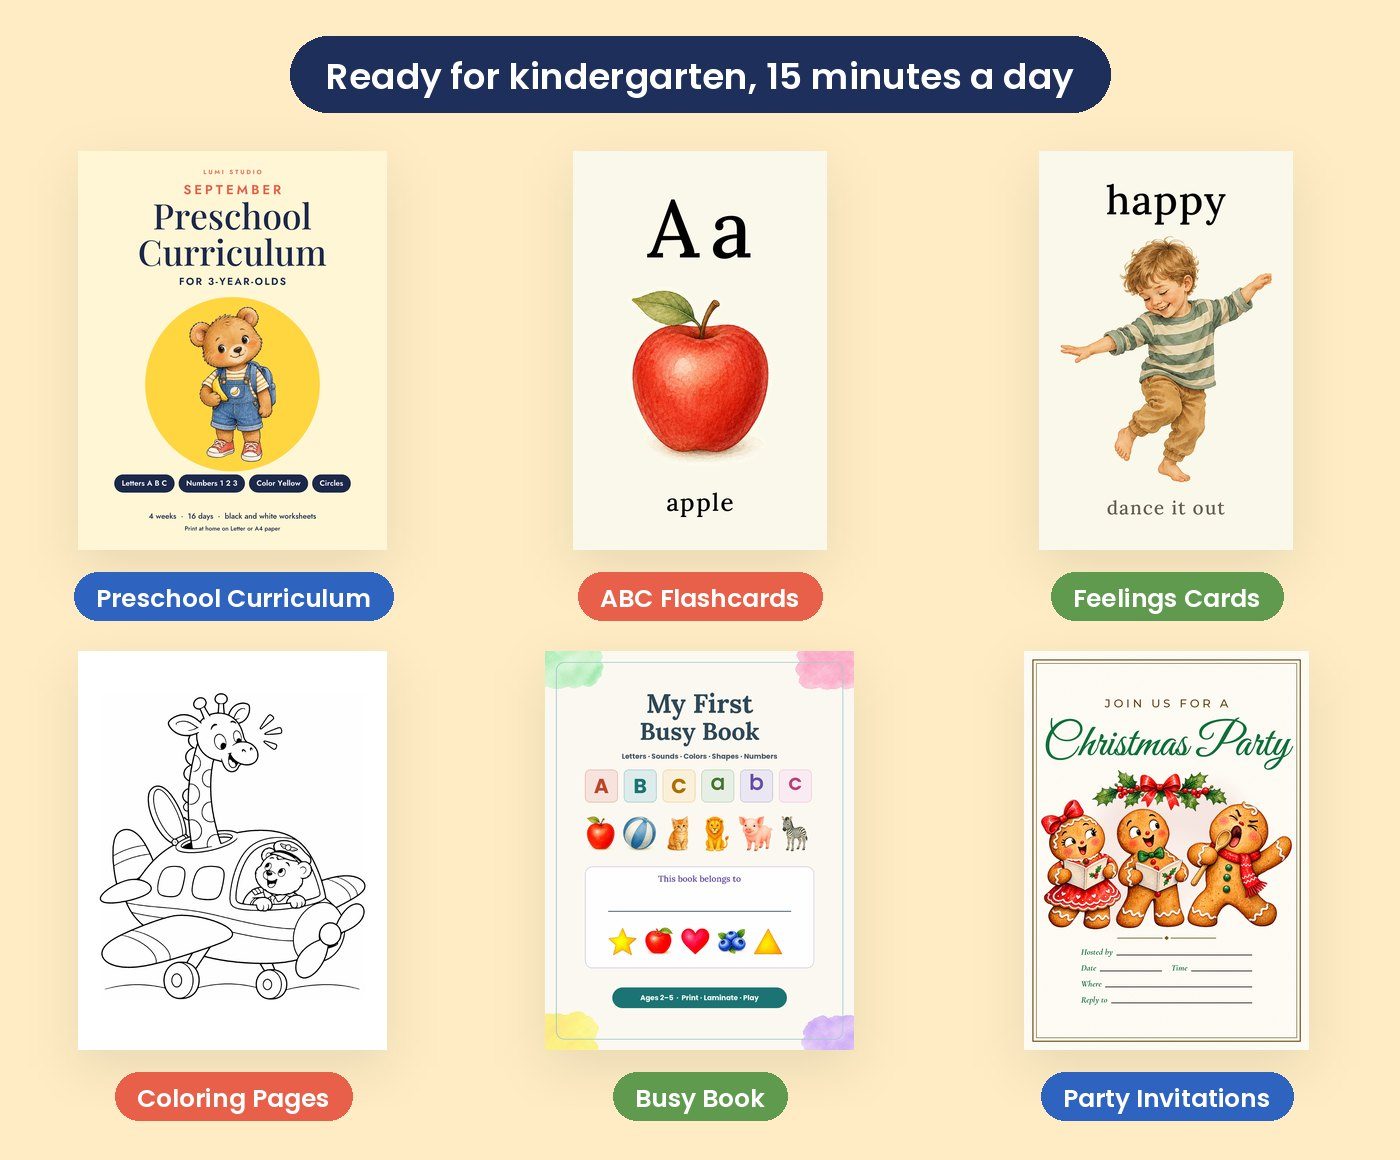 Ready for kindergarten, 15 minutes a day
LUMI STUDIO
SEPTEMBER
Preschool
Curriculum
FOR 3-YEAR-OLDS
Letters A B C
Numbers 1 2 3
Color Yellow
Circles
4 weeks · 16 days · black and white worksheets
Print at home on Letter or A4 paper
Preschool Curriculum
A a
apple
ABC Flashcards
happy
dance it out
Feelings Cards
Coloring Pages
My First
Busy Book
Letters · Sounds · Colors · Shapes · Numbers
A B C a b c
This book belongs to
Ages 2–5 · Print · Laminate · Play
Busy Book
JOIN US FOR A
Christmas Party
Hosted by
Date Time
Where
Reply to
Party Invitations